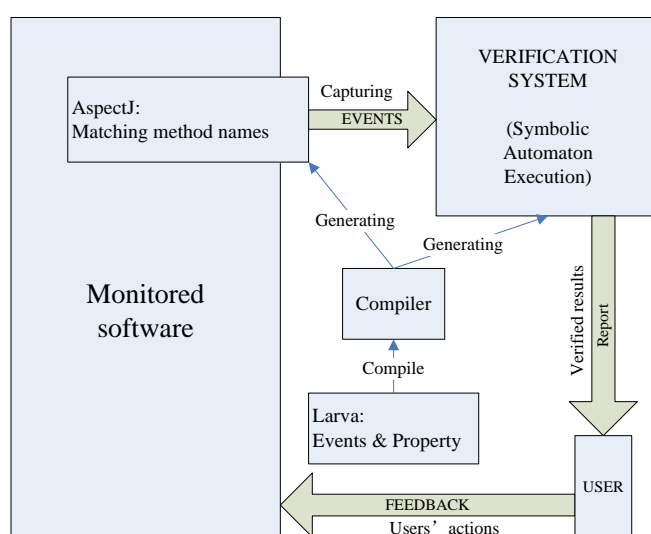 VERIFICATION
SYSTEM
(Symbolic
Automaton
Execution)
AspectJ:
Matching method names
Capturing
EVENTS
Generating
Generating
Monitored
software
Compiler
Compile
Larva:
Events & Property
Verified results
Report
USER
FEEDBACK
Users’ actions